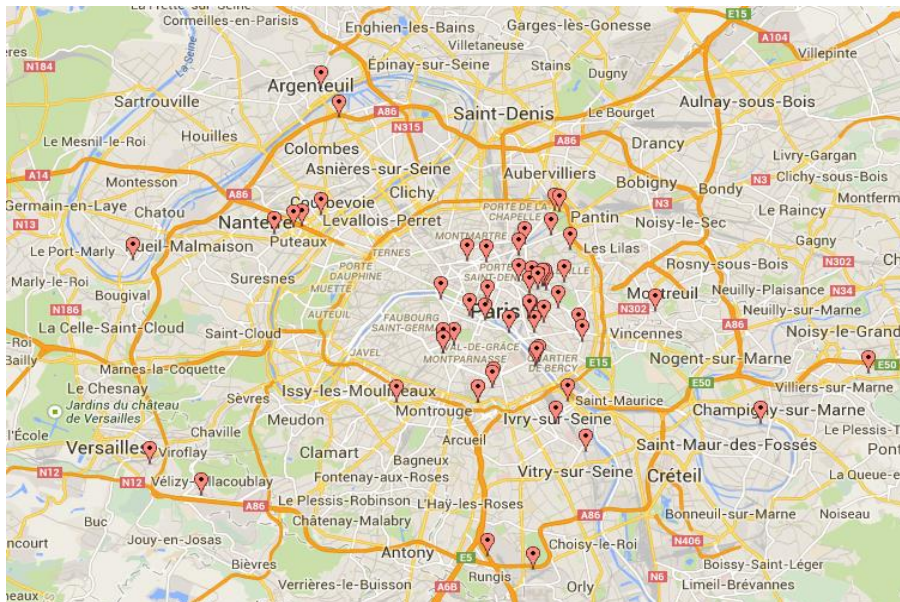 La Frette-sur-Seine
Cormeilles-en-Parisis
Enghien-les-Bains
Garges-lès-Gonesse
E15
A104
Villetaneuse
Villepinte
N184
La Seine
Épinay-sur-Seine
Stains
Dugny
Argenteuil
Sartrouville
A86
Saint-Denis
Le Bourget
Aulnay-sous-Bois
Le Mesnil-le-Roi
Houilles
N315
A86
Drancy
Colombes
Livry-Gargan
A14
Montesson
Asnières-sur-Seine
Aubervilliers
Bobigny
N3
Clichy-sous-Bois
A86
Clichy
Bondy
Montferm
Germain-en-Laye
Chatou
Courbevoie
PORTE DE LA
CHAPELLE
Pantin
N3
Le Raincy
N13
Nanterre
Levallois-Perret
Noisy-le-Sec
Le Port-Marly
Puteaux
MONTMARTRE
Les Lilas
Gagny
TERNES
N302
Marly-le-Roi
Suresnes
PORTE
DAUPHINE
Rosny-sous-Bois
Bougival
MUETTE
Montreuil
Neuilly-Plaisance
N34
N186
AUTEUIL
FAUBOURG
SAINT-GERMAIN
Paris
N302
Neuilly-sur-Marne
La Celle-Saint-Cloud
Saint-Cloud
Vincennes
A86
Noisy-le-Grand
Bailly
JAVEL
VAL-DE-GRÂCE
MONTPARNASSE
QUARTIER
DE BERCY
E15
Nogent-sur-Marne
E50
Marnes-la-Coquette
Le Chesnay
Sèvres
Issy-les-Moulineaux
E50
Villiers-sur-Marne
Jardins du château
de Versailles
Montrouge
Saint-Maurice
Champigny-sur-Marne
Meudon
Ivry-sur-Seine
l'École
Chaville
Arcueil
Le Plessis-T
Versailles
Viroflay
Clamart
Bagneux
Saint-Maur-des-Fossés
Pont
N12
Fontenay-aux-Roses
Vitry-sur-Seine
Créteil
N12
Vélizy-Villacoublay
La Queue-e
A86
Le Plessis-Robinson
L'Haÿ-les-Roses
Buc
Châtenay-Malabry
A86
Bonneuil-sur-Marne
Noiseau
Jouy-en-Josas
Choisy-le-Roi
N406
Antony
E5
Bièvres
Rungis
Boissy-Saint-Léger
Verrières-le-Buisson
A6B
Orly
N6
Limeil-Brévannes